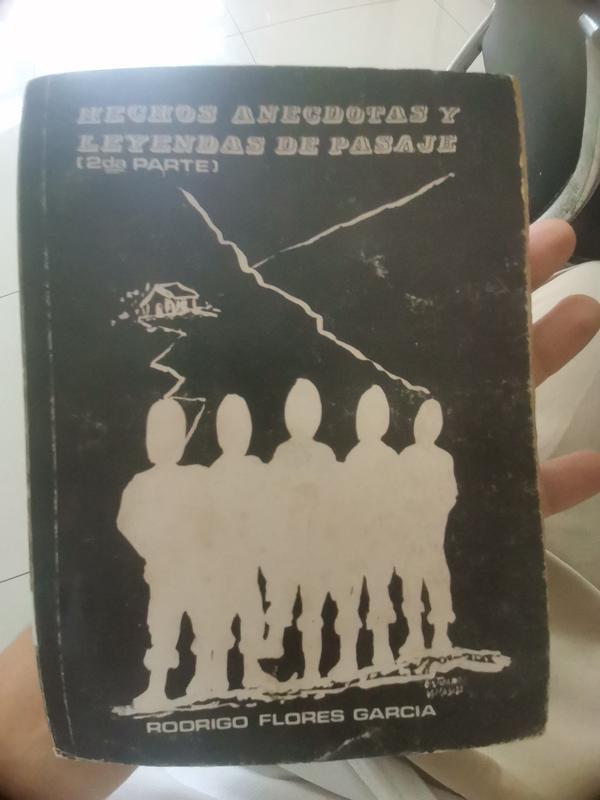 HECHOS ANECDOTAS Y
LEYENDAS DE PASAJE
(2da PARTE)
RODRIGO FLORES GARCIA